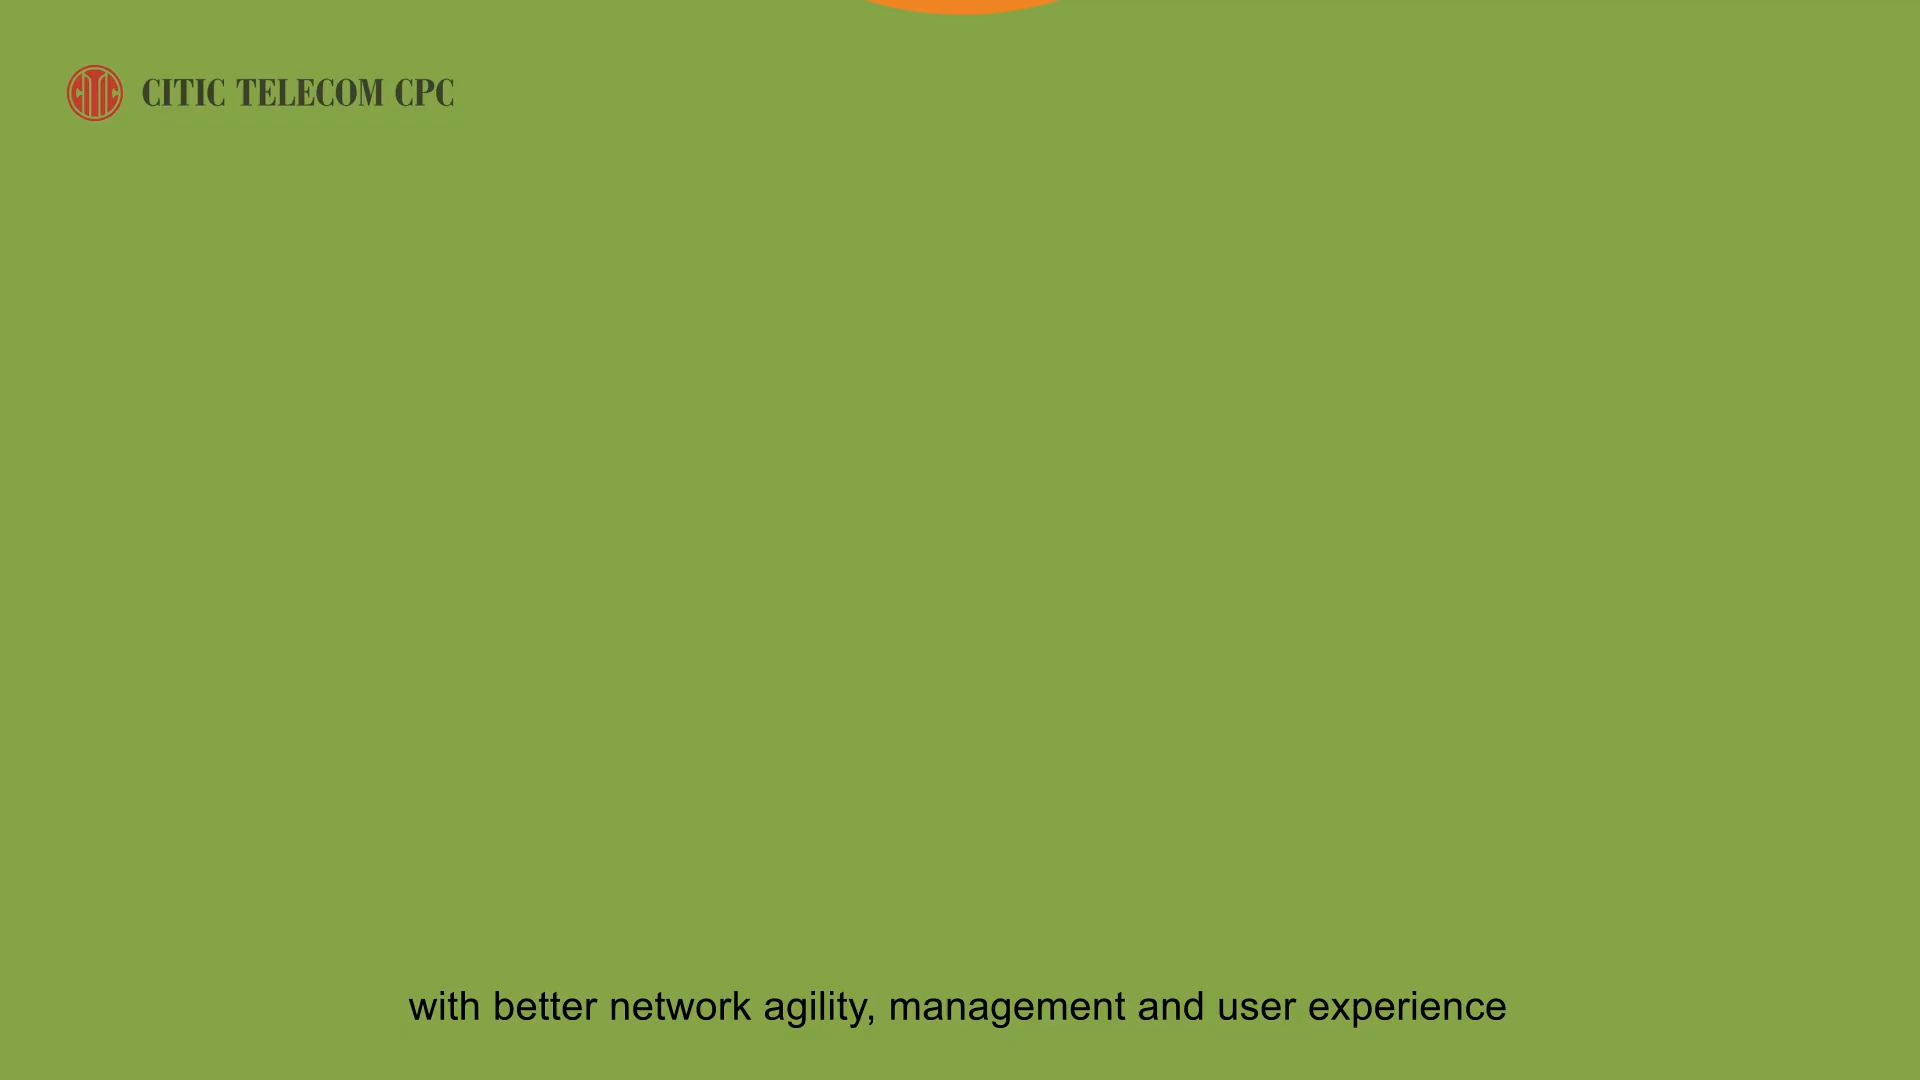 CITIC TELECOM CPC
with better network agility, management and user experience